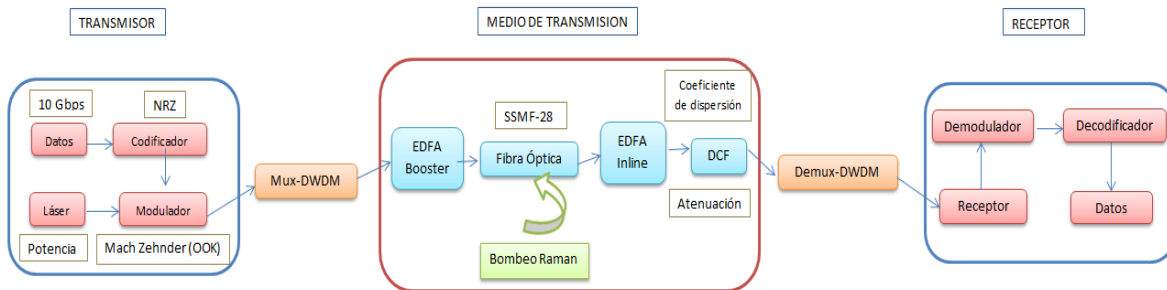 TRANSMISOR
MEDIO DE TRANSMISION
RECEPTOR
10 Gbps
NRZ
Datos
Codificador
Láser
Modulador
Potencia
Mach Zehnder (OOK)
Mux-DWDM
EDFA
Booster
SSMF-28
Fibra Óptica
Bombeo Raman
EDFA
Inline
Coeficiente
de dispersión
DCF
Atenuación
Demux-DWDM
Demodulador
Decodificador
Receptor
Datos